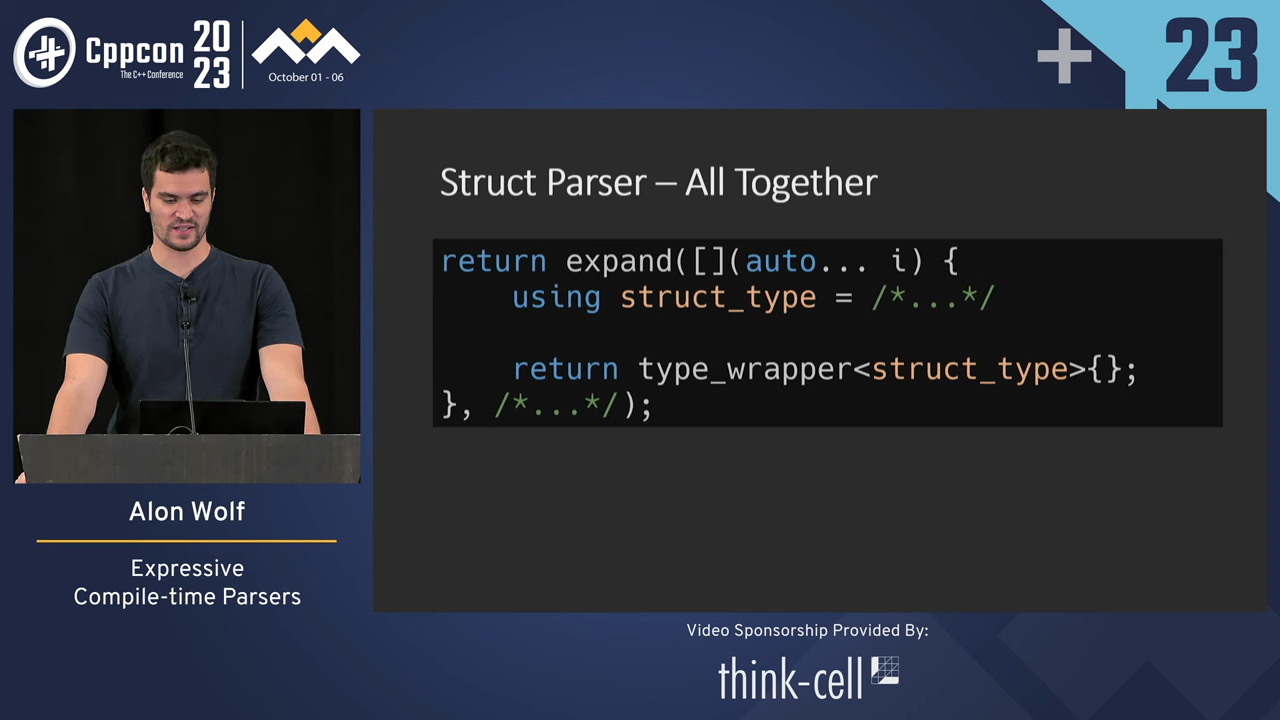 Cppcon
The C++ Conference
20
23
October 01 - 06
23
Struct Parser – All Together
return expand([](auto... i) {
    using struct_type = /*...*/
    return type_wrapper<struct_type>{};
}, /*...*/);
Alon Wolf
Expressive
Compile-time Parsers
Video Sponsorship Provided By:
think-cell